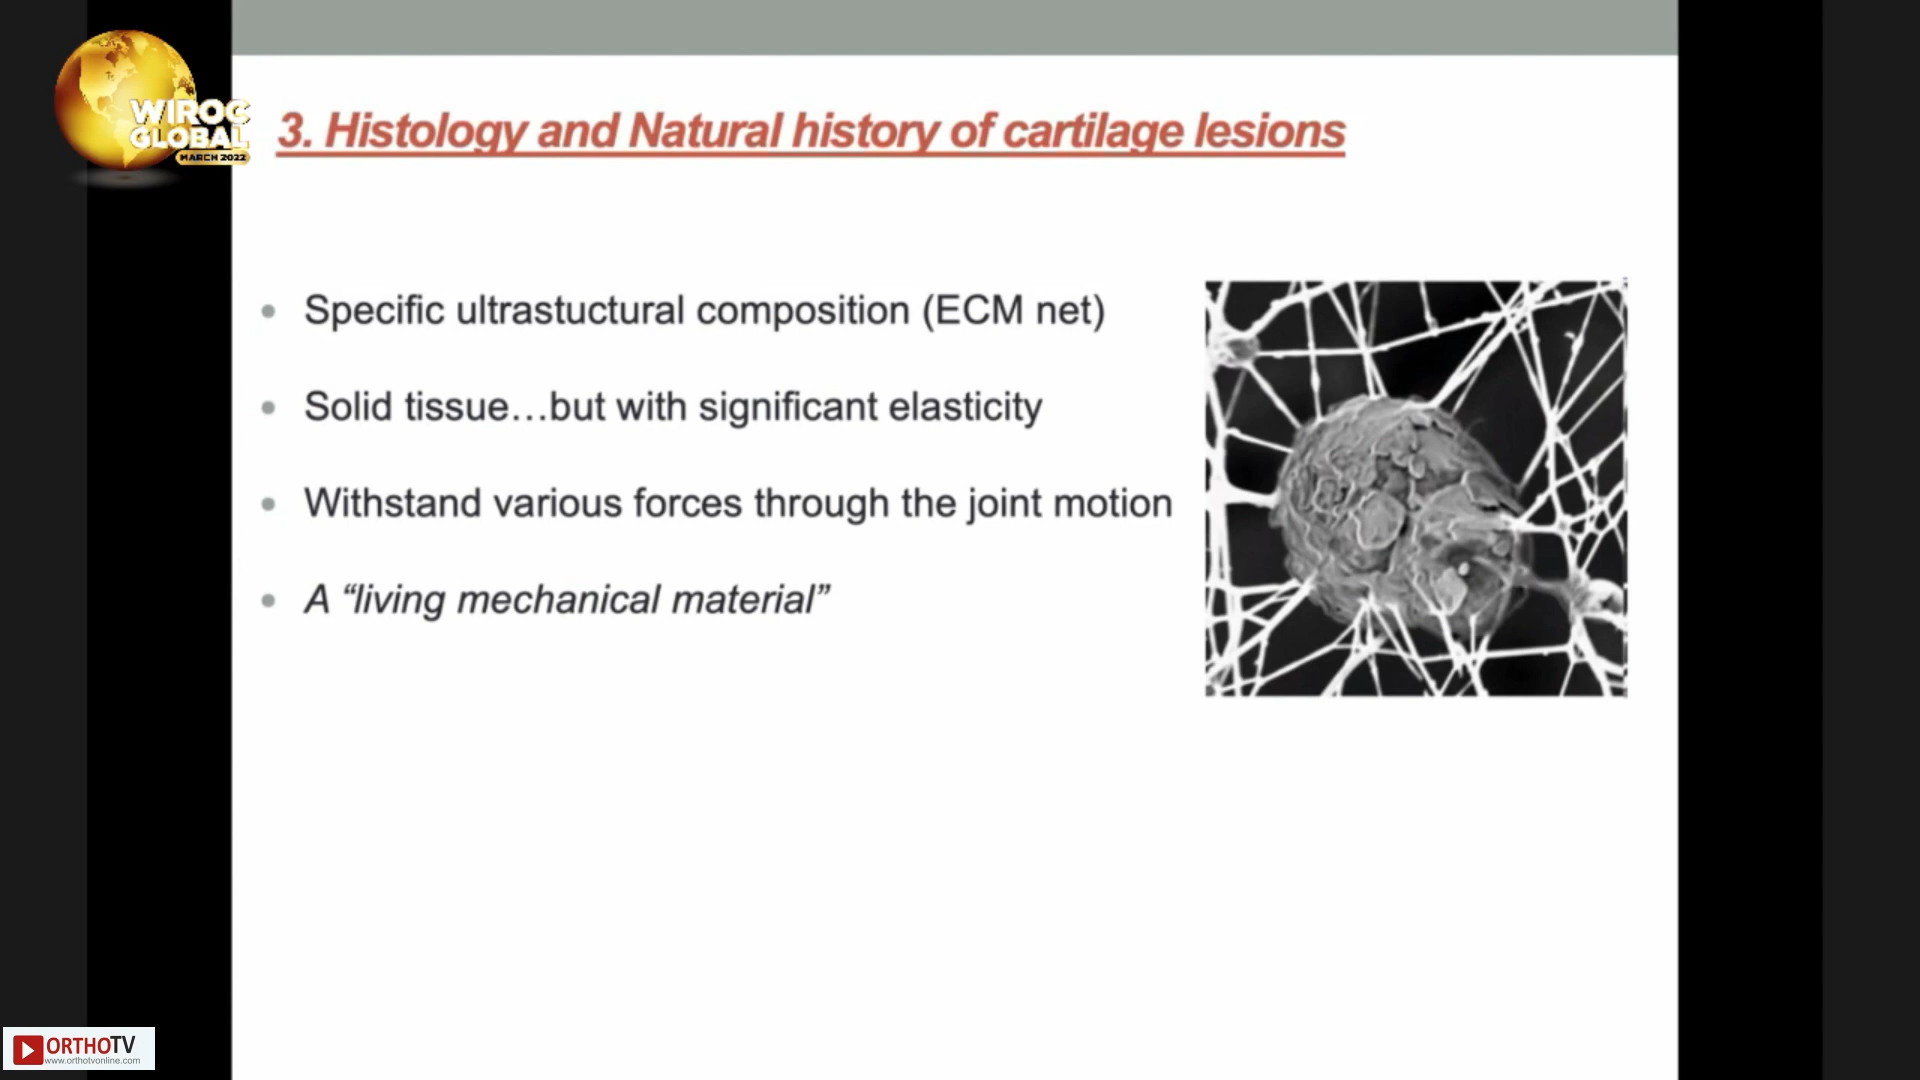 WIROC
GLOBAL
MARCH 2022
3. Histology and Natural history of cartilage lesions
• Specific ultrastuctural composition (ECM net)
• Solid tissue…but with significant elasticity
• Withstand various forces through the joint motion
• A “living mechanical material”
ORTHOTV
www.orthotvonline.com